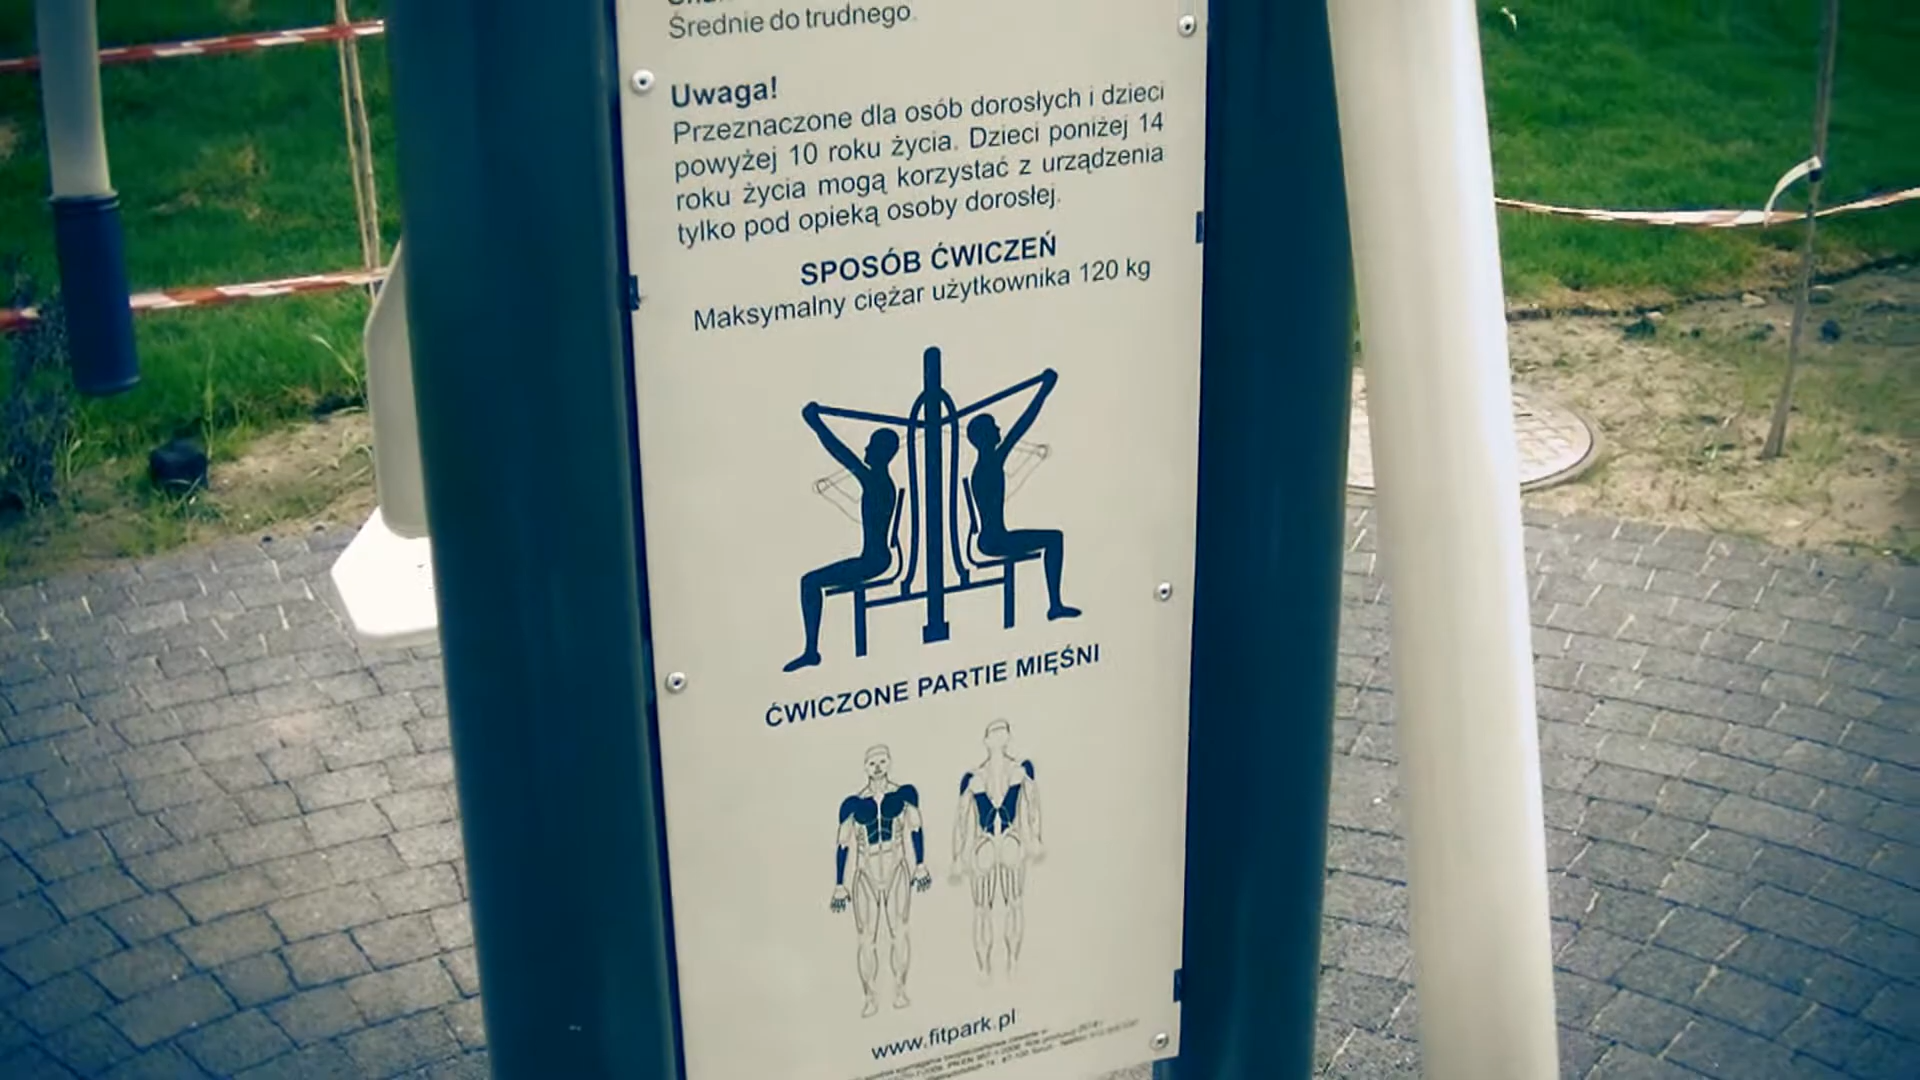 Średnie do trudnego.
Uwaga!
Przeznaczone dla osób dorosłych i dzieci
powyżej 10 roku życia. Dzieci poniżej 14
roku życia mogą korzystać z urządzenia
tylko pod opieką osoby dorosłej.
SPOSÓB ĆWICZEŃ
Maksymalny ciężar użytkownika 120 kg
ĆWICZONE PARTIE MIĘŚNI
www.fitpark.pl